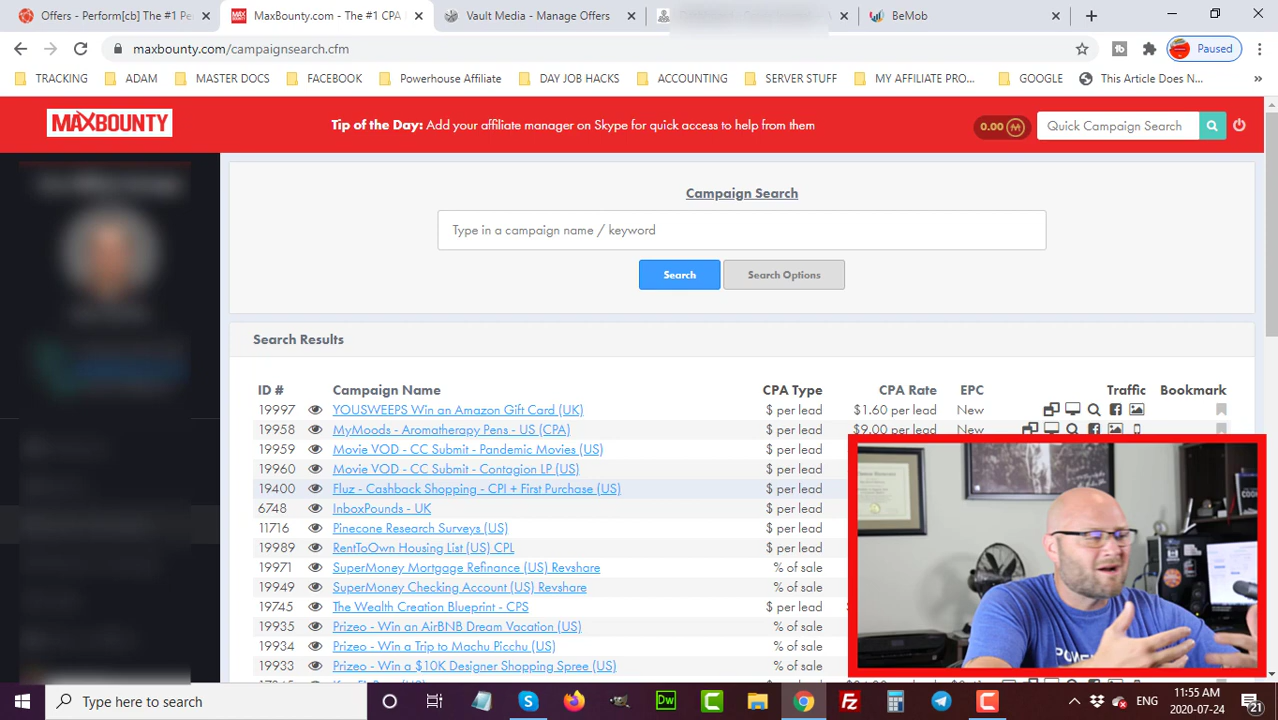 Offers - Perform[cb] The #1 Pe
MaxBounty.com - The #1 CPA
Vault Media - Manage Offers
BeMob
maxbounty.com/campaignsearch.cfm
Paused
TRACKING
ADAM
MASTER DOCS
FACEBOOK
Powerhouse Affiliate
DAY JOB HACKS
ACCOUNTING
SERVER STUFF
MY AFFILIATE PRO...
GOOGLE
This Article Does N...
MAXBOUNTY
Tip of the Day: Add your affiliate manager on Skype for quick access to help from them
0.00
Quick Campaign Search
Campaign Search
Type in a campaign name / keyword
Search
Search Options
Search Results
ID # Campaign Name CPA Type CPA Rate EPC Traffic Bookmark
19997 YOUSWEEPS Win an Amazon Gift Card (UK) $ per lead $1.60 per lead New
19958 MyMoods - Aromatherapy Pens - US (CPA) $ per lead $9.00 per lead New
19959 Movie VOD - CC Submit - Pandemic Movies (US) $ per lead
19960 Movie VOD - CC Submit - Contagion LP (US) $ per lead
19400 Fluz - Cashback Shopping - CPI + First Purchase (US) $ per lead
6748 InboxPounds - UK $ per lead
11716 Pinecone Research Surveys (US) $ per lead
19989 RentToOwn Housing List (US) CPL $ per lead
19971 SuperMoney Mortgage Refinance (US) Revshare % of sale
19949 SuperMoney Checking Account (US) Revshare % of sale
19745 The Wealth Creation Blueprint - CPS $ per lead
19935 Prizeo - Win an AirBNB Dream Vacation (US) % of sale
19934 Prizeo - Win a Trip to Machu Picchu (US) % of sale
19933 Prizeo - Win a $10K Designer Shopping Spree (US) % of sale
Type here to search
Dw
Fz
ENG
11:55 AM
2020-07-24
21